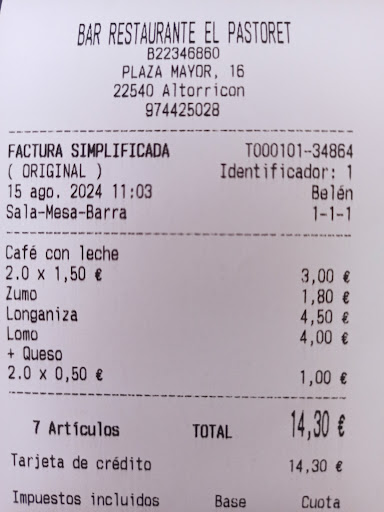 BAR RESTAURANTE EL PASTORET
B22346860
PLAZA MAYOR, 16
22540 Altorricon
974425028
FACTURA SIMPLIFICADA T000101-34864
( ORIGINAL ) Identificador: 1
15 ago. 2024 11:03 Belén
Sala-Mesa-Barra 1-1-1
Café con leche
2.0 x 1,50 € 3,00 €
Zumo 1,80 €
Longaniza 4,50 €
Lomo 4,00 €
+ Queso
2.0 x 0,50 € 1,00 €
7 Artículos TOTAL 14,30 €
Tarjeta de crédito 14,30 €
Impuestos incluidos Base Cuota